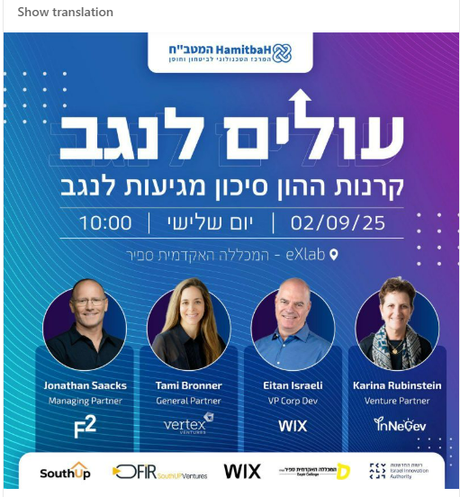 Show translation
HamitbaH המטב"ח
המרכז הטכנולוגי לביטחון וחוסן
עולים לנגב
קרנות ההון סיכון מגיעות לנגב
02/09/25 | יום שלישי | 10:00
eXlab - המכללה האקדמית ספיר
Jonathan Saacks
Managing Partner
F2
Tami Bronner
General Partner
vertex
VENTURES
Eitan Israeli
VP Corp Dev
WIX
Karina Rubinstein
Venture Partner
InNeGev
SouthUp
OFIR SouthUPVentures
WIX
המכללה האקדמית ספיר
Sapir College
רשות החדשנות
Israel Innovation
Authority